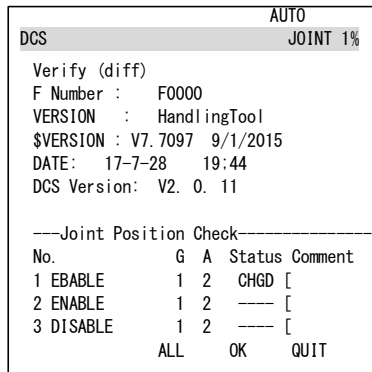 AUTO
DCS JOINT 1%
Verify (diff)
F Number : F0000
VERSION : HandlingTool
$VERSION : V7.7097 9/1/2015
DATE: 17-7-28 19:44
DCS Version: V2. 0. 11
---Joint Position Check---------------
No. G A Status Comment
1 EBABLE 1 2 CHGD [
2 ENABLE 1 2 ---- [
3 DISABLE 1 2 ---- [
ALL OK QUIT